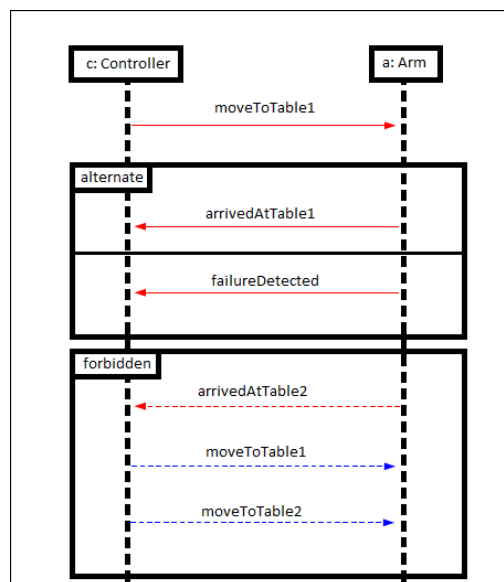 c: Controller
a: Arm
moveToTable1
alternate
arrivedAtTable1
failureDetected
forbidden
arrivedAtTable2
moveToTable1
moveToTable2